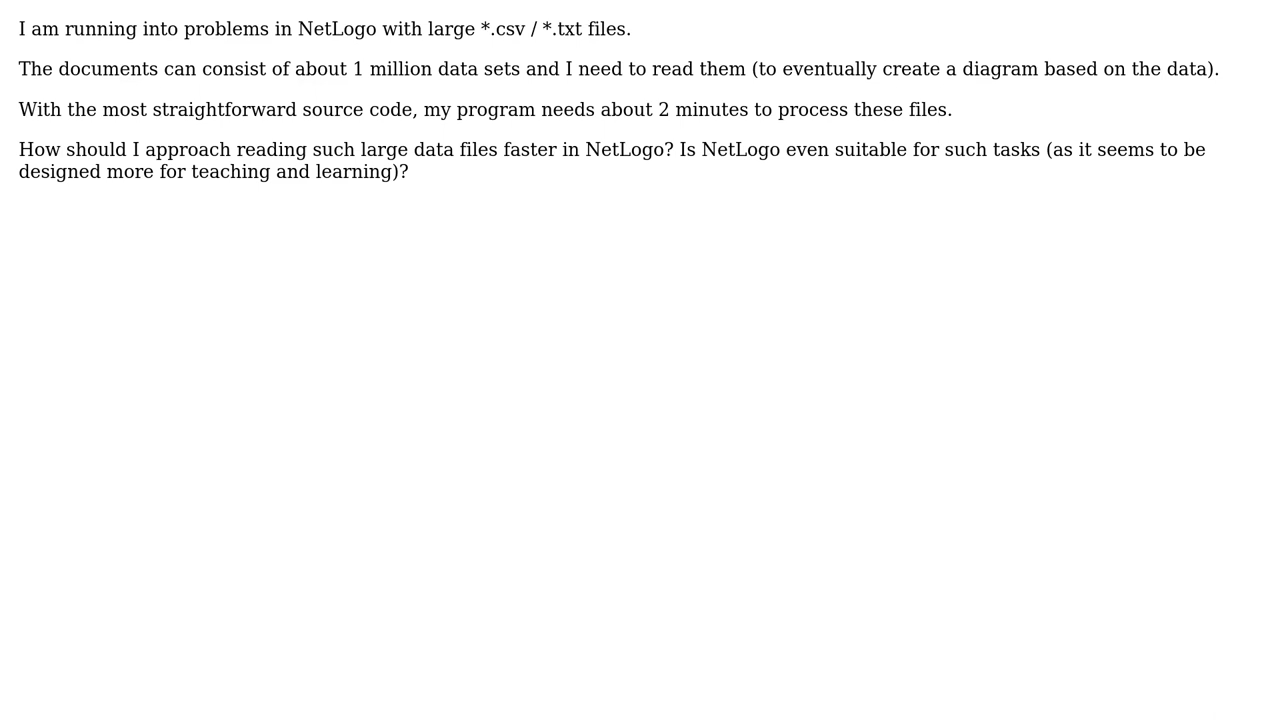 I am running into problems in NetLogo with large *.csv / *.txt files.
The documents can consist of about 1 million data sets and I need to read them (to eventually create a diagram based on the data).
With the most straightforward source code, my program needs about 2 minutes to process these files.
How should I approach reading such large data files faster in NetLogo? Is NetLogo even suitable for such tasks (as it seems to be
designed more for teaching and learning)?